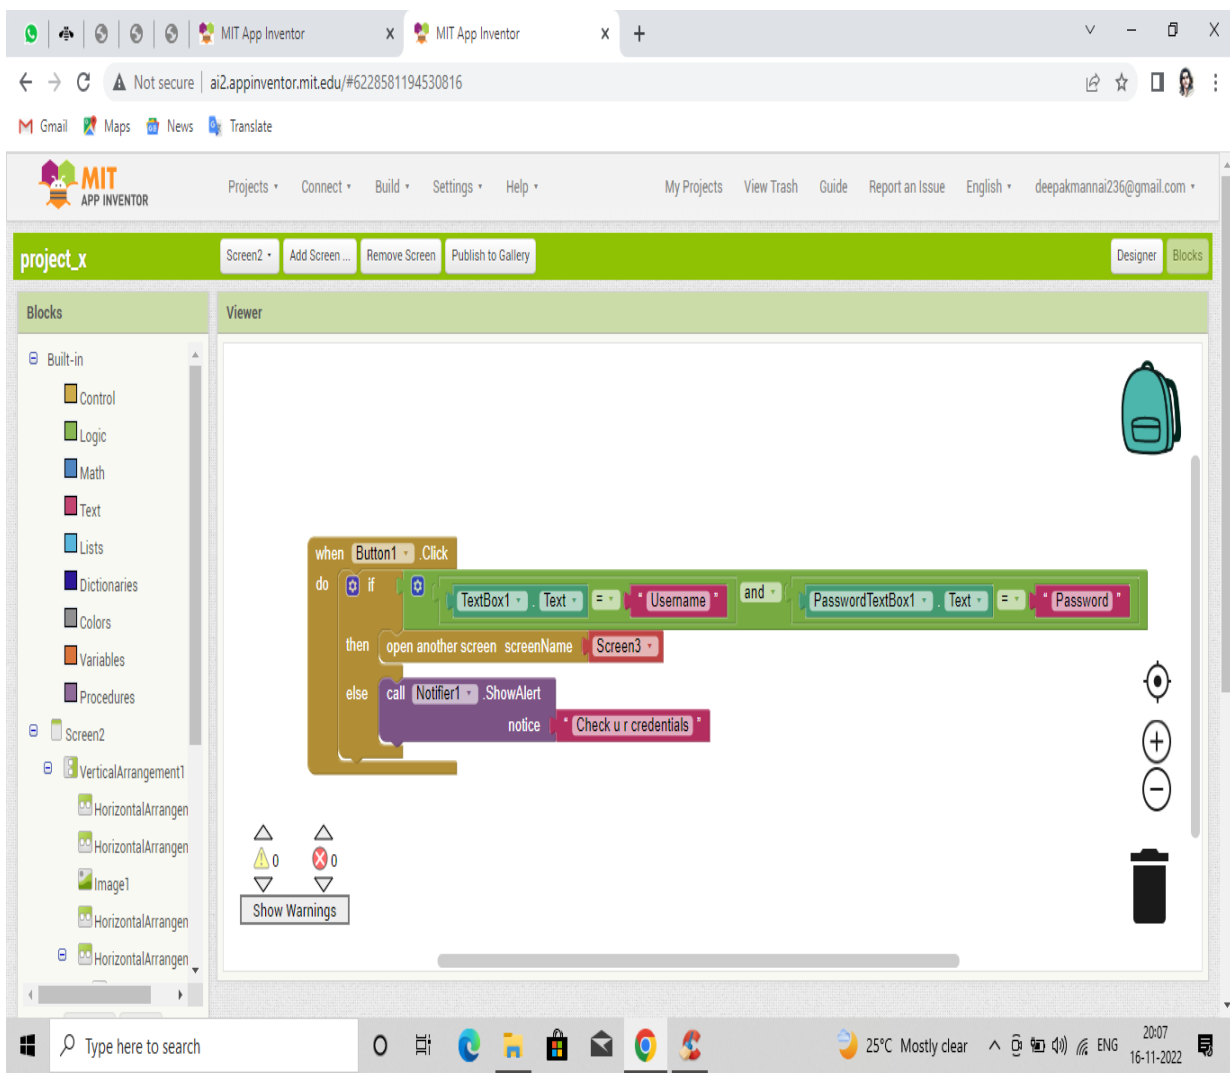 MIT App Inventor
MIT App Inventor
Not secure | ai2.appinventor.mit.edu/#6228581194530816
Gmail Maps News Translate
MIT
APP INVENTOR
Projects Connect Build Settings Help My Projects View Trash Guide Report an Issue English deepakmannai236@gmail.com
project_x Screen2 Add Screen ... Remove Screen Publish to Gallery Designer Blocks
Blocks Viewer
Built-in
Control
Logic
Math
Text
Lists
Dictionaries
Colors
Variables
Procedures
Screen2
VerticalArrangement1
HorizontalArrangen
HorizontalArrangen
Image1
HorizontalArrangen
HorizontalArrangen
when Button1 .Click
do if TextBox1 . Text = " Username " and PasswordTextBox1 . Text = " Password "
then open another screen screenName Screen3
else call Notifier1 .ShowAlert
notice " Check u r credentials "
0 0
Show Warnings
Type here to search 25°C Mostly clear ENG 20:07
16-11-2022